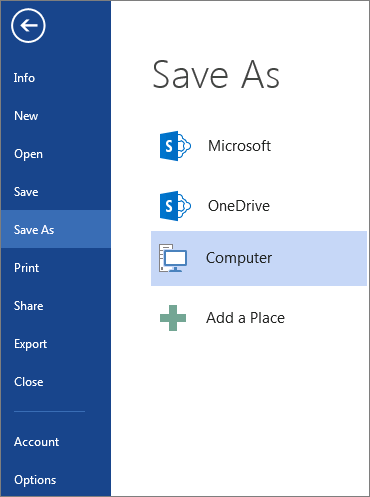 Info
New
Open
Save
Save As
Print
Share
Export
Close
Account
Options
Save As
S
Microsoft
S
OneDrive
Computer
Add a Place